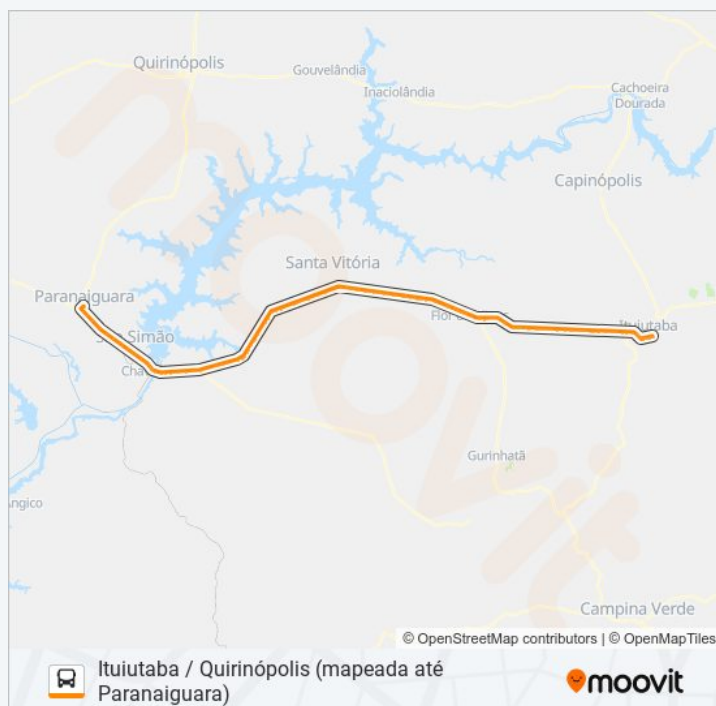 Quirinópolis
Gouvelândia
Inaciolândia
Cachoeira
Dourada
Capinópolis
Santa Vitória
Paranaiguara
Simão
Ituiutaba
Gurinhatã
Angico
Campina Verde
moovit
© OpenStreetMap contributors | © OpenMapTiles
Ituiutaba / Quirinópolis (mapeada até
Paranaiguara)
moovit